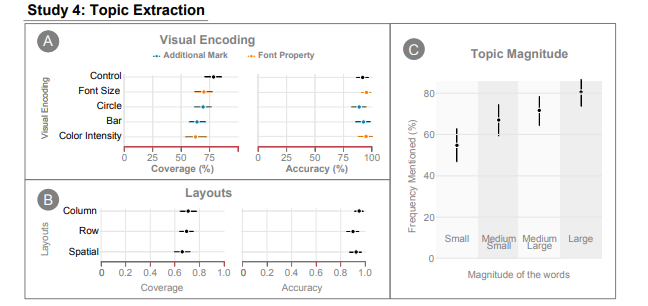 Study 4: Topic Extraction
A
Visual Encoding
Additional Mark Font Property
Visual Encoding
Control
Font Size
Circle
Bar
Color Intensity
0 25 50 75
Coverage (%)
0 25 50 75 100
Accuracy (%)
B
Layouts
Layouts
Column
Row
Spatial
0 0.2 0.4 0.6 0.8 1.0
Coverage
0 0.2 0.4 0.6 0.8 1.0
Accuracy
C
Topic Magnitude
Frequency Mentioned (%)
80
60
40
20
0
Small Medium Small Medium Large Large
Magnitude of the words